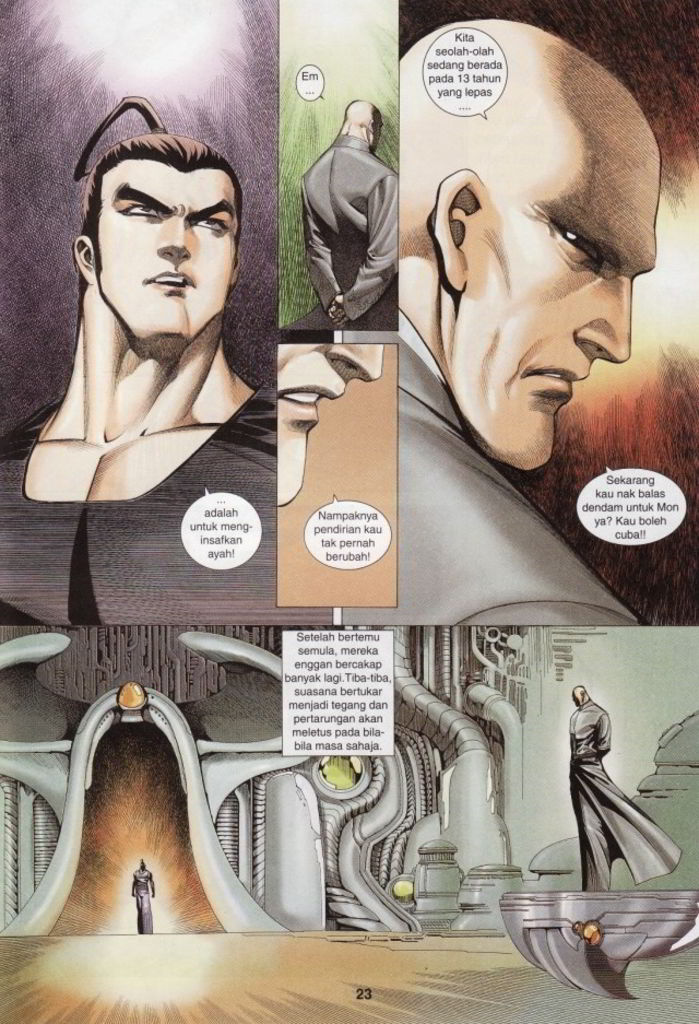 ...
adalah
untuk meng-
insafkan
ayah!
Em
...
Nampaknya
pendirian kau
tak pernah
berubah!
Kita
seolah-olah
sedang berada
pada 13 tahun
yang lepas
....
Sekarang
kau nak balas
dendam untuk Mon
ya? Kau boleh
cuba!!
Setelah bertemu
semula, mereka
enggan bercakap
banyak lagi.Tiba-tiba,
suasana bertukar
menjadi tegang dan
pertarungan akan
meletus pada bila-
bila masa sahaja.
23